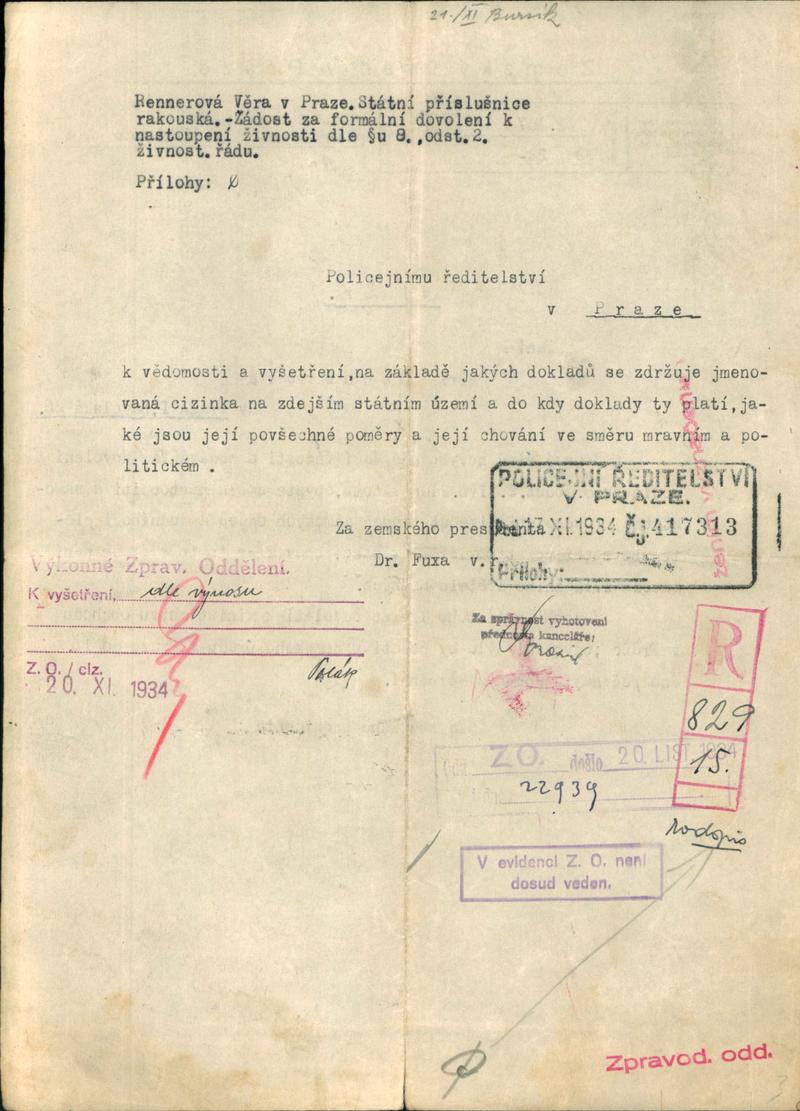 21./XI Bursík
Rennerová Věra v Praze.Státní příslušnice
rakouská.-Žádost za formální dovolení k
nastoupení živnosti dle §u 8.,odst.2.
živnost.řádu.
Přílohy:
Policejnímu ředitelství
v Praze
k vědomosti a vyšetření,na základě jakých dokladů se zdržuje jmeno-
vaná cizinka na zdejším státním území a do kdy doklady ty platí,ja-
ké jsou její povšechné poměry a její chování ve směru mravním a po-
litickém .
POLICEJNÍ ŘEDITELSTVÍ
V PRAZE.
XI.1934 Čj 417313
Přílohy:
Za zemského presidenta
Dr. Fuxa v.r.
Výkonné Zprav. Oddělení.
K vyšetření, dle výnosu
Z. O. / ciz.
20. XI. 1934
Polák
Za správnost vyhotovení
přednosta kanceláře:
R
829
15.
Z O. došlo 20. LIST. 1934
22939
Rodopis
V evidenci Z. O. není
dosud veden.
Zpravod. odd.